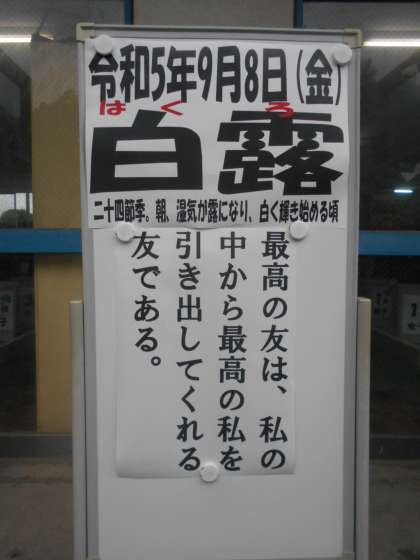 令和5年9月8日(金)
はくろ
白露
二十四節季。朝、湿気が露になり、白く輝き始める頃
最高の友は、私の
中から最高の私を
引き出してくれる
友である。